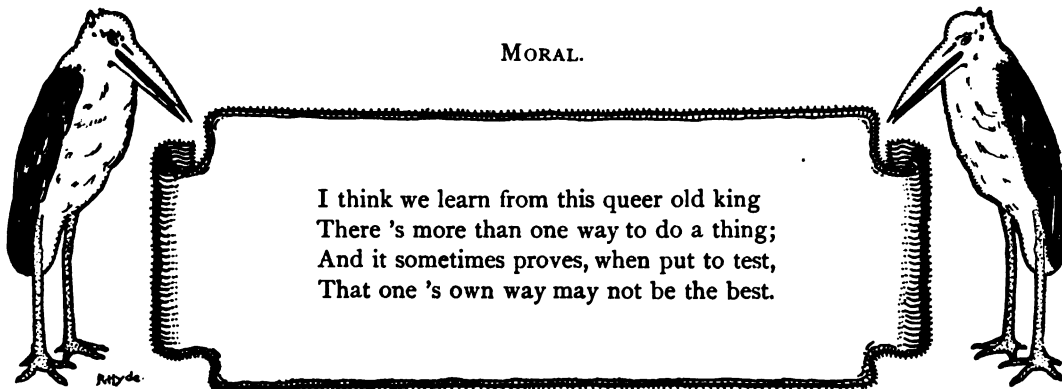 MORAL.
I think we learn from this queer old king
There 's more than one way to do a thing;
And it sometimes proves, when put to test,
That one 's own way may not be the best.